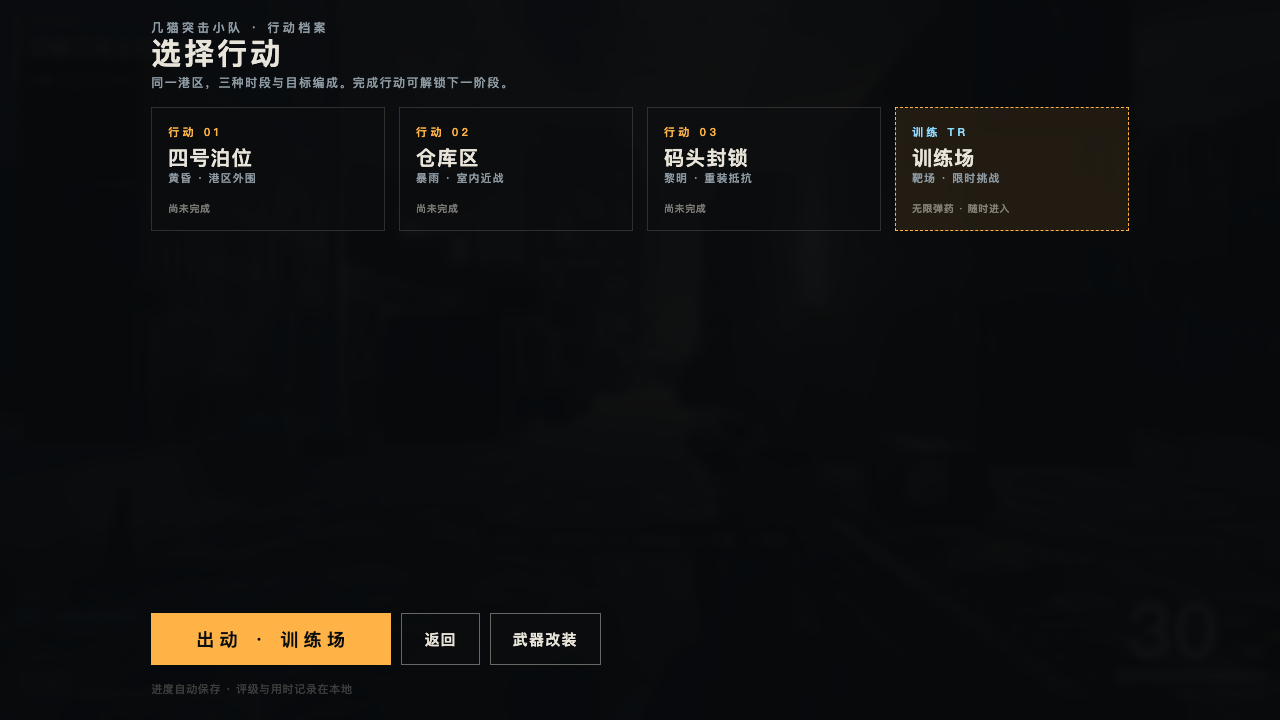 几猫突击小队 · 行动档案
选择行动
同一港区，三种时段与目标编成。完成行动可解锁下一阶段。
行动 01
四号泊位
黄昏 · 港区外围
尚未完成
行动 02
仓库区
暴雨 · 室内近战
尚未完成
行动 03
码头封锁
黎明 · 重装抵抗
尚未完成
训练 TR
训练场
靶场 · 限时挑战
无限弹药 · 随时进入
出动 · 训练场
返回
武器改装
进度自动保存 · 评级与用时记录在本地
30